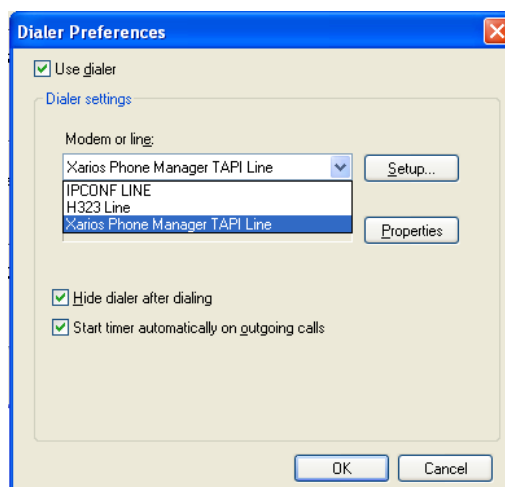 Dialer Preferences
Use dialer
Dialer settings
Modem or line:
Xarios Phone Manager TAPI Line
Setup...
IPCONF LINE
H323 Line
Xarios Phone Manager TAPI Line
Properties
Hide dialer after dialing
Start timer automatically on outgoing calls
OK
Cancel